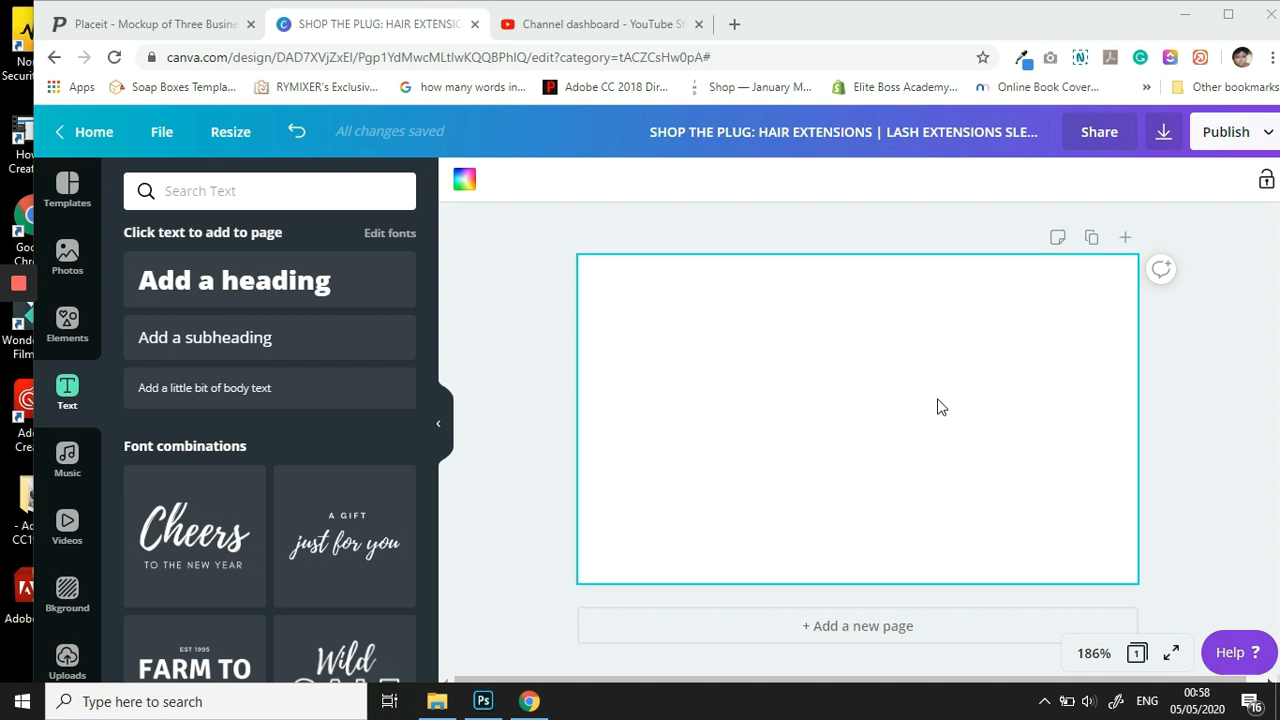 Placeit - Mockup of Three Busine
SHOP THE PLUG: HAIR EXTENSIO
Channel dashboard - YouTube St
canva.com/design/DAD7XVjZxEI/Pgp1YdMwcMLtIwKQQBPhIQ/edit?category=tACZCsHw0pA#
Apps
Soap Boxes Templa...
RYMIXER's Exclusiv...
how many words in...
Adobe CC 2018 Dir...
Shop — January M...
Elite Boss Academy...
Online Book Cover...
»
Other bookmarks
Home
File
Resize
All changes saved
SHOP THE PLUG: HAIR EXTENSIONS | LASH EXTENSIONS SLE...
Share
Publish
Templates
Photos
Elements
Text
Music
Videos
Bkground
Uploads
Search Text
Click text to add to page
Edit fonts
Add a heading
Add a subheading
Add a little bit of body text
Font combinations
Cheers
TO THE NEW YEAR
A GIFT
just for you
EST 1995
FARM TO
Wild
+ Add a new page
186%
1
Help ?
Type here to search
Ps
ENG
00:58
05/05/2020
16